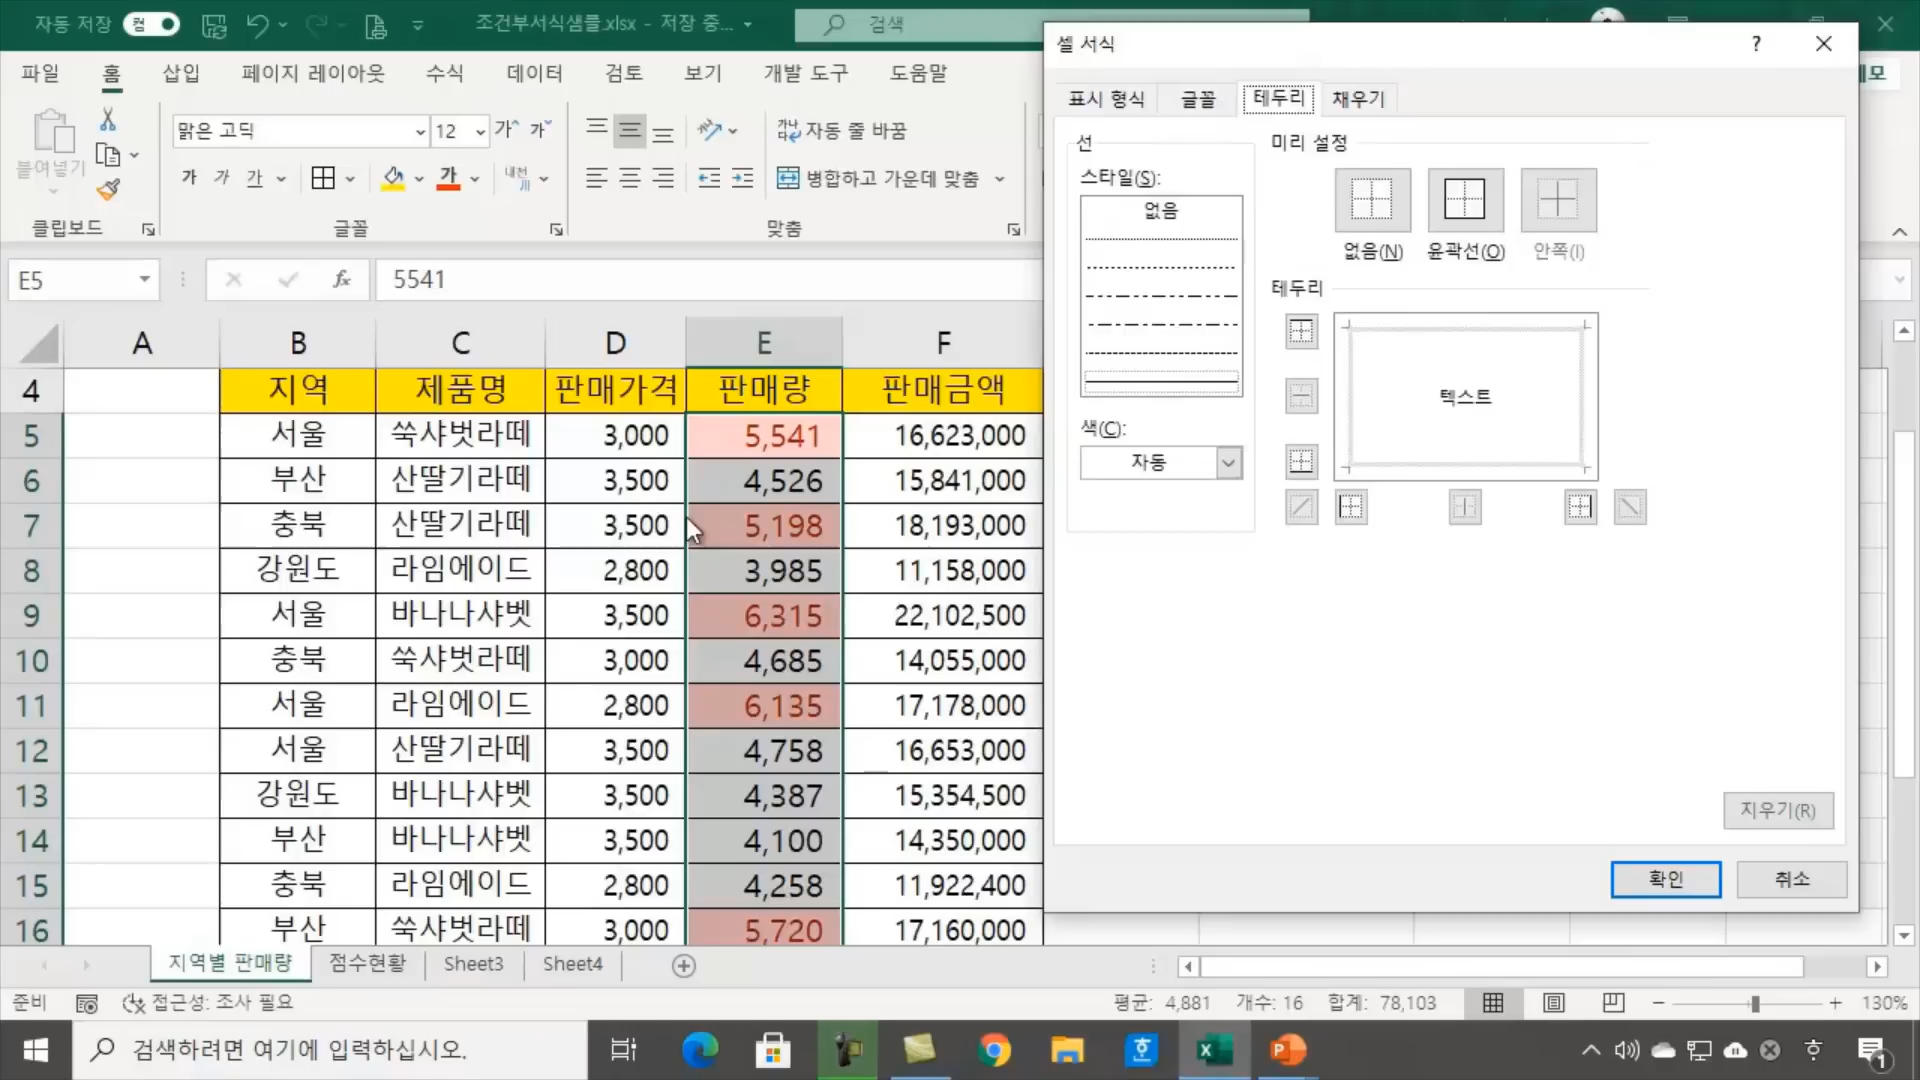 자동 저장 켬 조건부서식샘플.xlsx - 저장 중... 검색
파일 홈 삽입 페이지 레이아웃 수식 데이터 검토 보기 개발 도구 도움말
붙여넣기 맑은 고딕 12 자동 줄 바꿈
가 가 가 가 내천 병합하고 가운데 맞춤
클립보드 글꼴 맞춤
E5 fx 5541
A B C D E F
4 지역 제품명 판매가격 판매량 판매금액
5 서울 쑥샤벗라떼 3,000 5,541 16,623,000
6 부산 산딸기라떼 3,500 4,526 15,841,000
7 충북 산딸기라떼 3,500 5,198 18,193,000
8 강원도 라임에이드 2,800 3,985 11,158,000
9 서울 바나나샤벳 3,500 6,315 22,102,500
10 충북 쑥샤벗라떼 3,000 4,685 14,055,000
11 서울 라임에이드 2,800 6,135 17,178,000
12 서울 산딸기라떼 3,500 4,758 16,653,000
13 강원도 바나나샤벳 3,500 4,387 15,354,500
14 부산 바나나샤벳 3,500 4,100 14,350,000
15 충북 라임에이드 2,800 4,258 11,922,400
16 부산 쑥샤벗라떼 3,000 5,720 17,160,000
셀 서식 ?
표시 형식 글꼴 테두리 채우기
선
스타일(S):
없음
색(C):
자동
미리 설정
없음(N) 윤곽선(O) 안쪽(I)
테두리
텍스트
지우기(R)
확인 취소
지역별 판매량 점수현황 Sheet3 Sheet4
준비 접근성: 조사 필요 평균: 4,881 개수: 16 합계: 78,103 130%
검색하려면 여기에 입력하십시오. 호 1